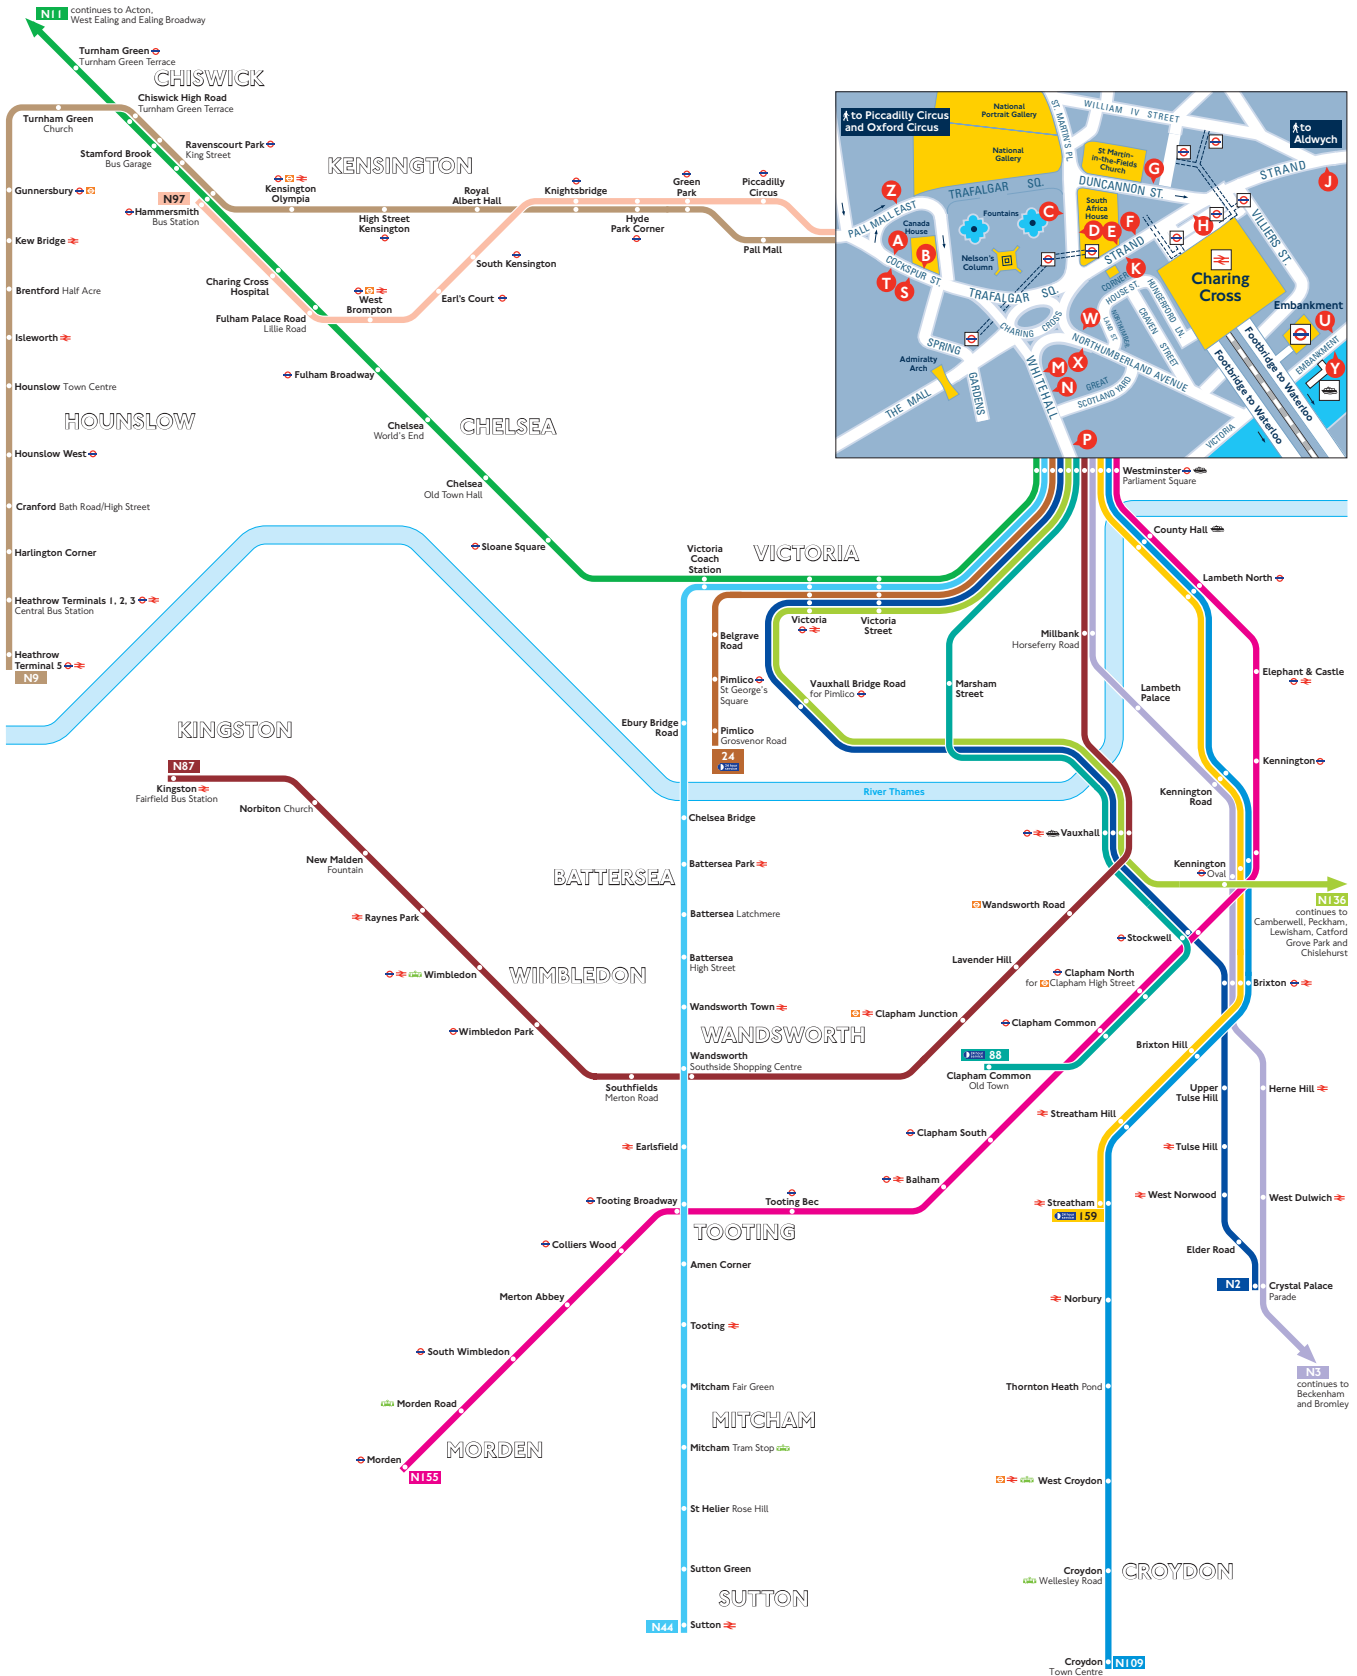 N11
continues to Acton,
West Ealing and Ealing Broadway
Turnham Green
Turnham Green Terrace
CHISWICK
Chiswick High Road
Turnham Green Terrace
Turnham Green
Church
Stamford Brook
Bus Garage
Ravenscourt Park
King Street
Gunnersbury
N97
Hammersmith
Bus Station
KENSINGTON
Kensington
Olympia
High Street
Kensington
Royal
Albert Hall
Knightsbridge
Hyde
Park Corner
Green
Park
Piccadilly
Circus
Pall Mall
Kew Bridge
Brentford Half Acre
Isleworth
Hounslow Town Centre
HOUNSLOW
Hounslow West
Cranford Bath Road/High Street
Harlington Corner
Heathrow Terminals 1, 2, 3
Central Bus Station
Heathrow
Terminal 5
N9
Charing Cross
Hospital
South Kensington
West
Brompton
Earl's Court
Fulham Palace Road
Lillie Road
Fulham Broadway
Chelsea
World's End
CHELSEA
Chelsea
Old Town Hall
Sloane Square
to Piccadilly Circus
and Oxford Circus
National
Portrait Gallery
National
Gallery
ST. MARTIN'S PL
WILLIAM IV STREET
to
Aldwych
St Martin-
in-the-Fields
Church
G
STRAND
J
DUNCANNON ST.
TRAFALGAR SQ.
Z
PALL MALL EAST
Canada
House
Fountains
C
South
Africa
House
D
E
F
H
VILLIERS ST.
A
B
COCKSPUR ST.
T
S
Nelson's
Column
STRAND
K
CORNER
HOUSE ST.
HUNGERFORD LN.
CRAVEN STREET
Charing
Cross
TRAFALGAR SQ.
W
NORTHUMBERLAND ST.
CHARING CROSS
SPRING
GARDENS
Admiralty
Arch
THE MALL
WHITEHALL
M
X
N
GREAT
SCOTLAND YARD
NORTHUMBERLAND AVENUE
P
Embankment
U
EMBANKMENT
Y
VICTORIA
Footbridge to Waterloo
Footbridge to Waterloo
Westminster
Parliament Square
County Hall
Lambeth North
VICTORIA
Victoria
Coach
Station
Victoria
Victoria
Street
Belgrave
Road
Pimlico
St George's
Square
Pimlico
Grosvenor Road
24
Vauxhall Bridge Road
for Pimlico
Marsham
Street
Millbank
Horseferry Road
Lambeth
Palace
Elephant & Castle
Kennington
Kennington
Road
Ebury Bridge
Road
River Thames
KINGSTON
N87
Kingston
Fairfield Bus Station
Norbiton Church
New Malden
Fountain
Raynes Park
Wimbledon
WIMBLEDON
Wimbledon Park
Southfields
Merton Road
Chelsea Bridge
Battersea Park
BATTERSEA
Battersea Latchmere
Battersea
High Street
Wandsworth Town
WANDSWORTH
Wandsworth
Southside Shopping Centre
Vauxhall
Kennington
Oval
N136
continues to
Camberwell, Peckham,
Lewisham, Catford
Grove Park and
Chislehurst
Wandsworth Road
Stockwell
Lavender Hill
Clapham North
for Clapham High Street
Clapham Junction
Clapham Common
88
Clapham Common
Old Town
Brixton
Brixton Hill
Upper
Tulse Hill
Herne Hill
Streatham Hill
Tulse Hill
Clapham South
Balham
Streatham
159
West Norwood
West Dulwich
Elder Road
N2
Crystal Palace
Parade
N3
continues to
Beckenham
and Bromley
Earlsfield
Tooting Broadway
Tooting Bec
TOOTING
Colliers Wood
Amen Corner
Merton Abbey
Tooting
South Wimbledon
Mitcham Fair Green
Morden Road
MITCHAM
MORDEN
Mitcham Tram Stop
Morden
N155
St Helier Rose Hill
Sutton Green
SUTTON
N44
Sutton
Norbury
Thornton Heath Pond
West Croydon
Croydon
Wellesley Road
CROYDON
Croydon
Town Centre
N109